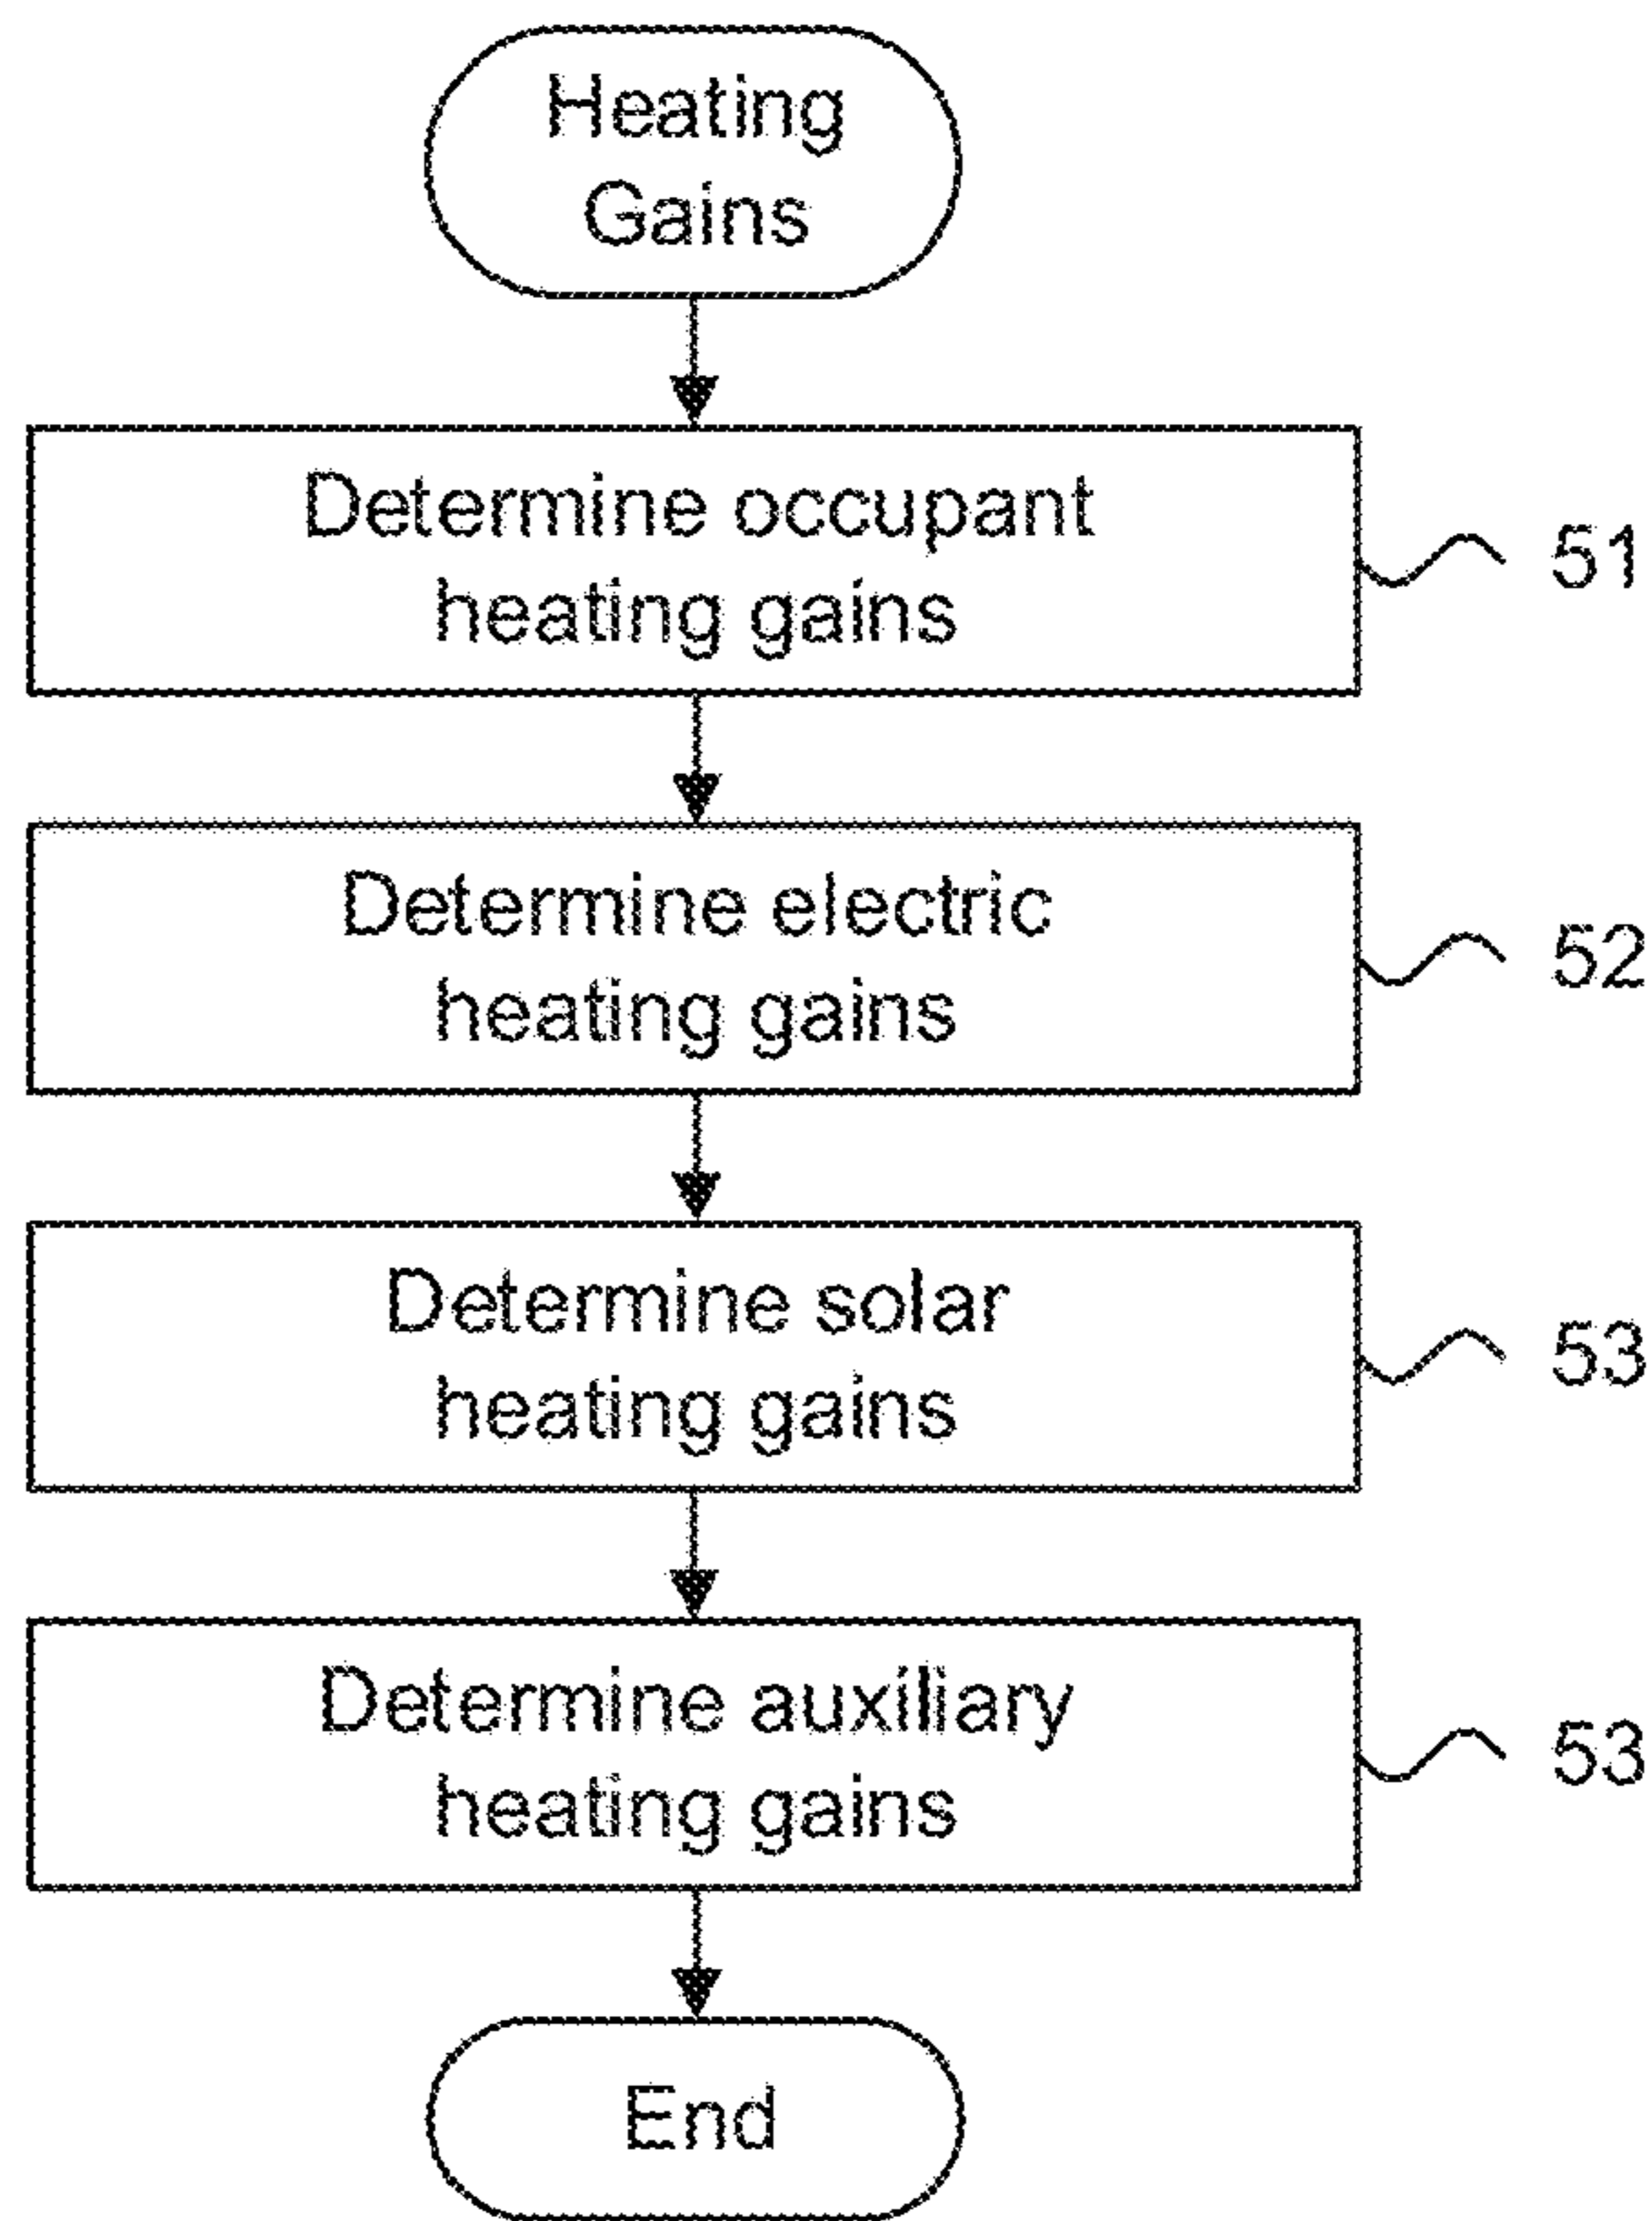 Heating
Gains
Determine occupant
heating gains
51
Determine electric
heating gains
52
Determine solar
heating gains
53
Determine auxiliary
heating gains
53
End